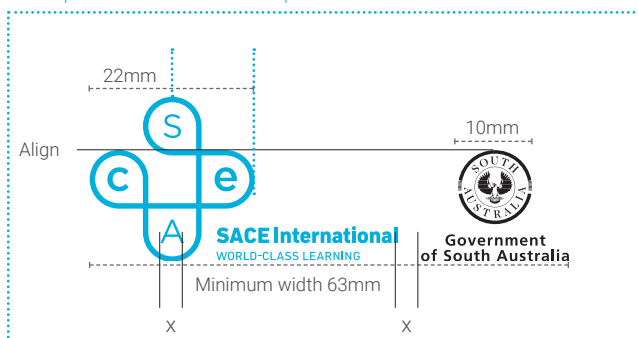 22mm
S
10mm
Align
SOUTH
c
e
AUSTRALIA
A
SACE International
WORLD-CLASS LEARNING
Government
of South Australia
Minimum width 63mm
X
X